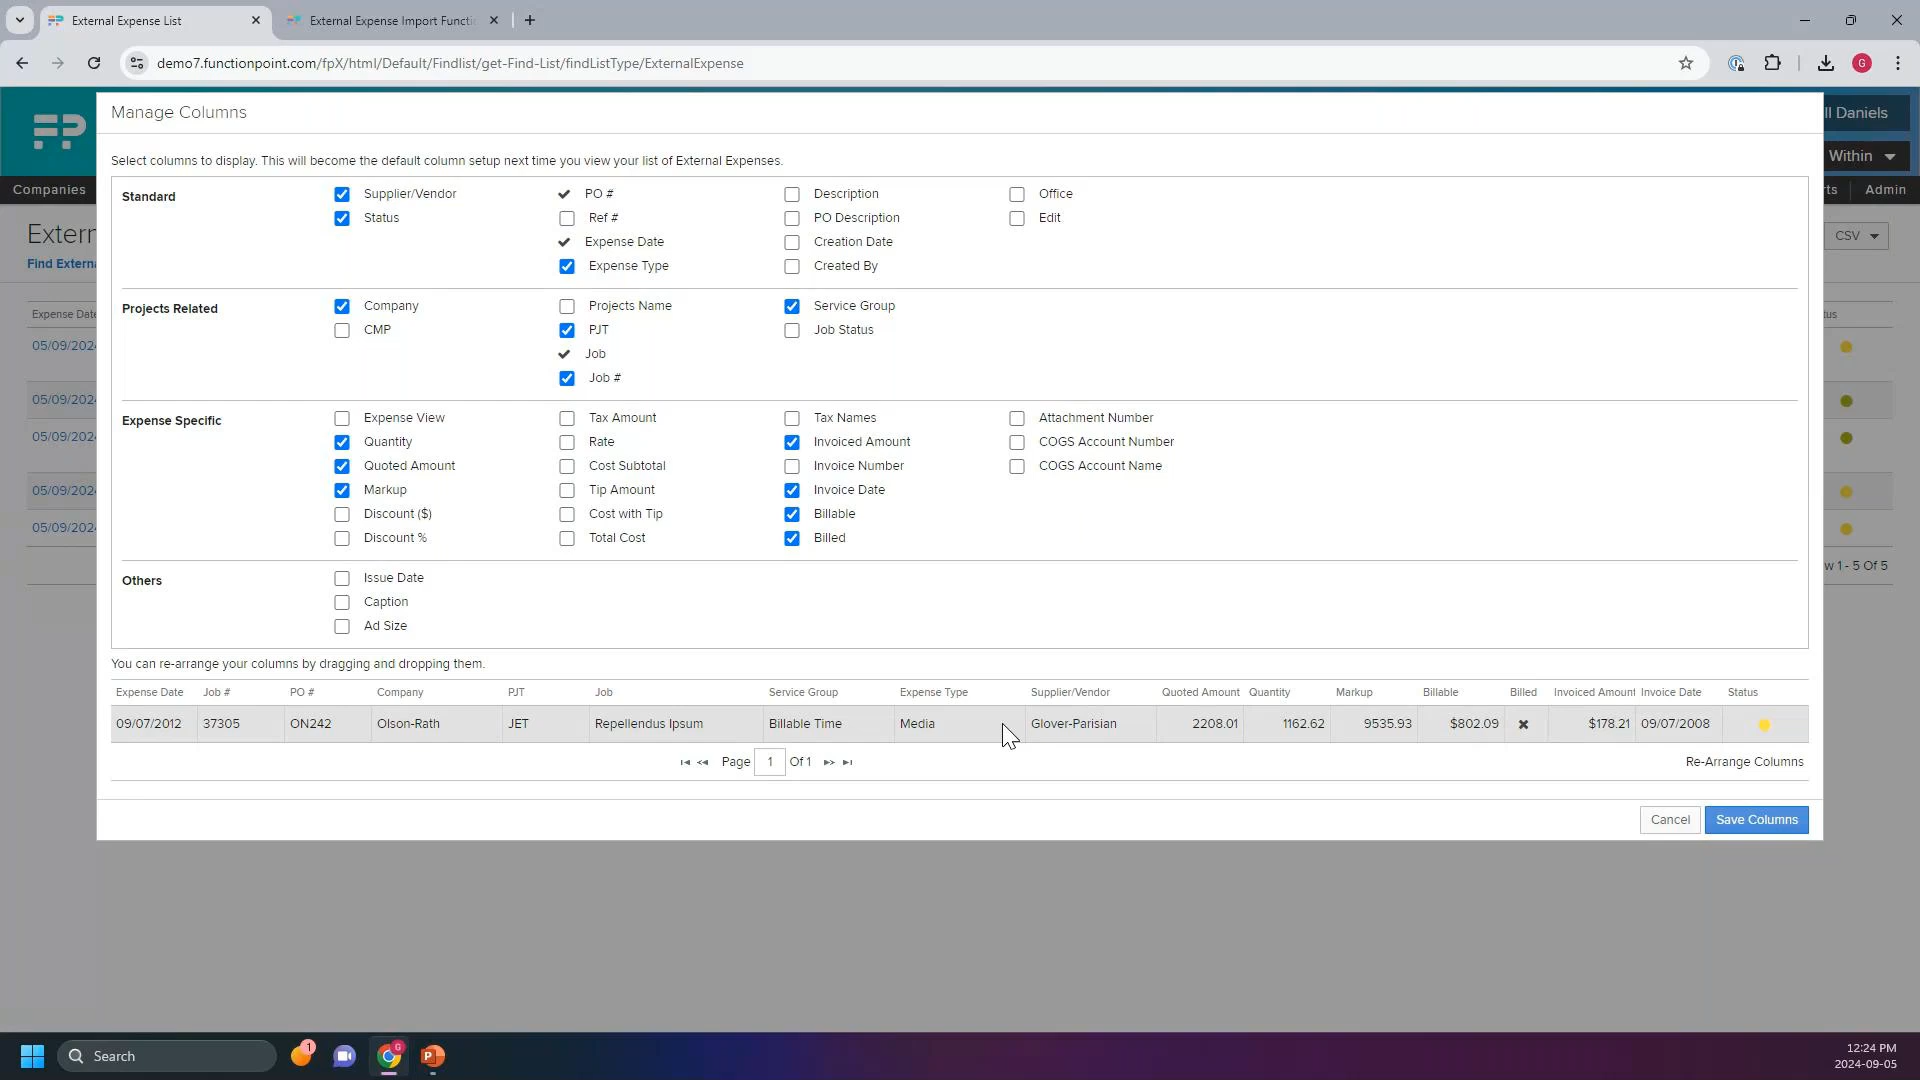 External Expense List
External Expense Import Functi
demo7.functionpoint.com/fpX/html/Default/Findlist/get-Find-List/findListType/ExternalExpense
G
FP
ll Daniels
Within
Companies
rts
Admin
Extern
CSV
Find Externa
Expense Date
tus
05/09/2024
05/09/2024
05/09/2024
05/09/2024
05/09/2024
w 1 - 5 Of 5
Manage Columns
Select columns to display. This will become the default column setup next time you view your list of External Expenses.
Standard
Supplier/Vendor
PO #
Description
Office
Status
Ref #
PO Description
Edit
Expense Date
Creation Date
Expense Type
Created By
Projects Related
Company
Projects Name
Service Group
CMP
PJT
Job Status
Job
Job #
Expense Specific
Expense View
Tax Amount
Tax Names
Attachment Number
Quantity
Rate
Invoiced Amount
COGS Account Number
Quoted Amount
Cost Subtotal
Invoice Number
COGS Account Name
Markup
Tip Amount
Invoice Date
Discount ($)
Cost with Tip
Billable
Discount %
Total Cost
Billed
Others
Issue Date
Caption
Ad Size
You can re-arrange your columns by dragging and dropping them.
Expense Date Job # PO # Company PJT Job Service Group Expense Type Supplier/Vendor Quoted Amount Quantity Markup Billable Billed Invoiced Amount Invoice Date Status
09/07/2012 37305 ON242 Olson-Rath JET Repellendus Ipsum Billable Time Media Glover-Parisian 2208.01 1162.62 9535.93 $802.09 $178.21 09/07/2008
Page 1 Of 1
Re-Arrange Columns
Cancel
Save Columns
Search
1
G
P
12:24 PM
2024-09-05